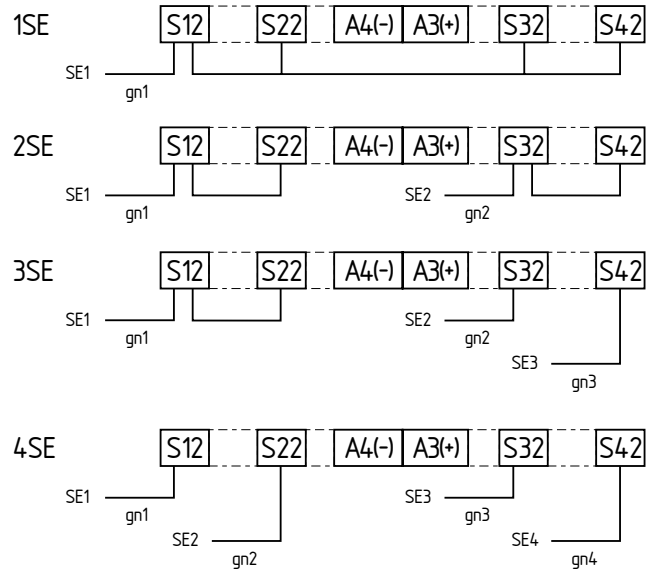 1SE S12 S22 A4(-) A3(+) S32 S42
SE1
gn1
2SE S12 S22 A4(-) A3(+) S32 S42
SE1 SE2
gn1 gn2
3SE S12 S22 A4(-) A3(+) S32 S42
SE1 SE2
gn1 gn2
SE3
gn3
4SE S12 S22 A4(-) A3(+) S32 S42
SE1 SE3
gn1 gn3
SE2 SE4
gn2 gn4